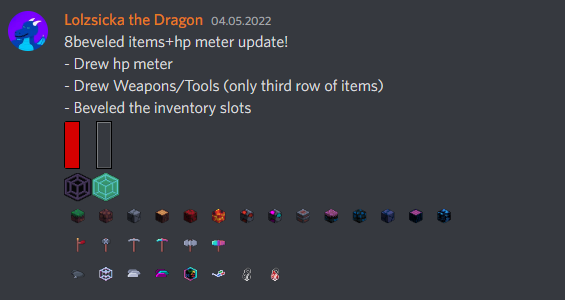 Lolzsicka the Dragon 04.05.2022
8beveled items+hp meter update!
- Drew hp meter
- Drew Weapons/Tools (only third row of items)
- Beveled the inventory slots